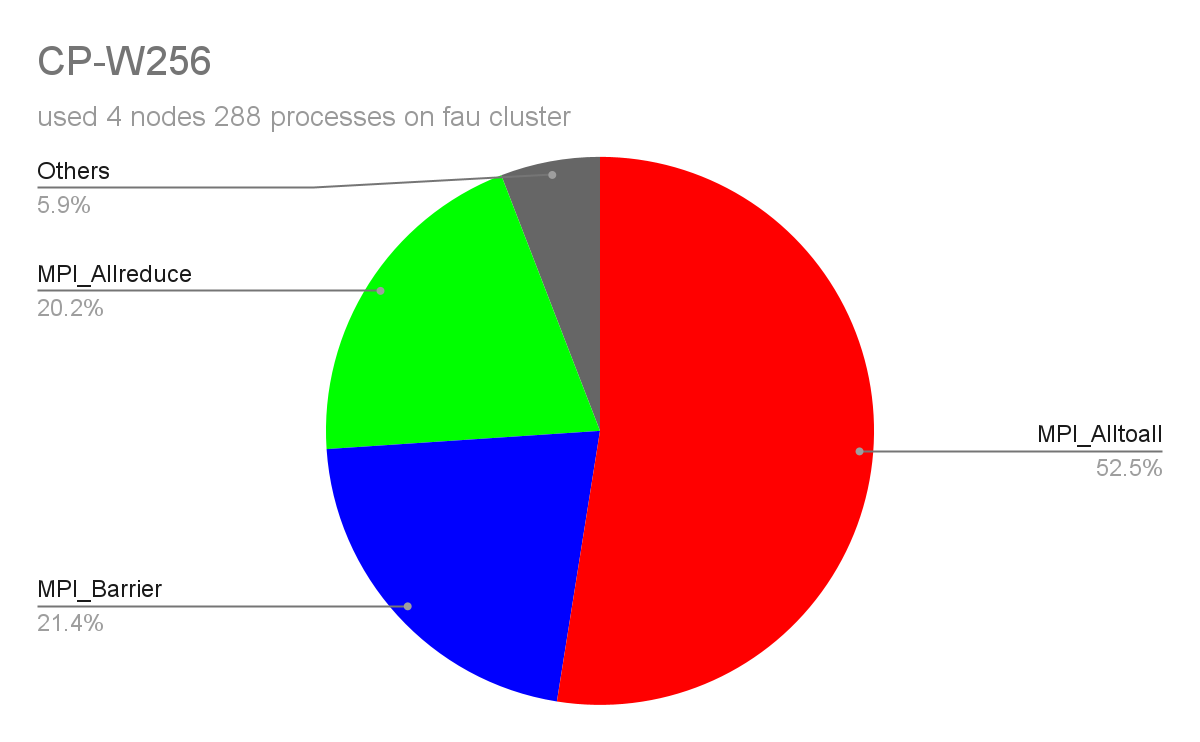 CP-W256
used 4 nodes 288 processes on fau cluster
Others
5.9%
MPI_Allreduce
20.2%
MPI_Alltoall
52.5%
MPI_Barrier
21.4%